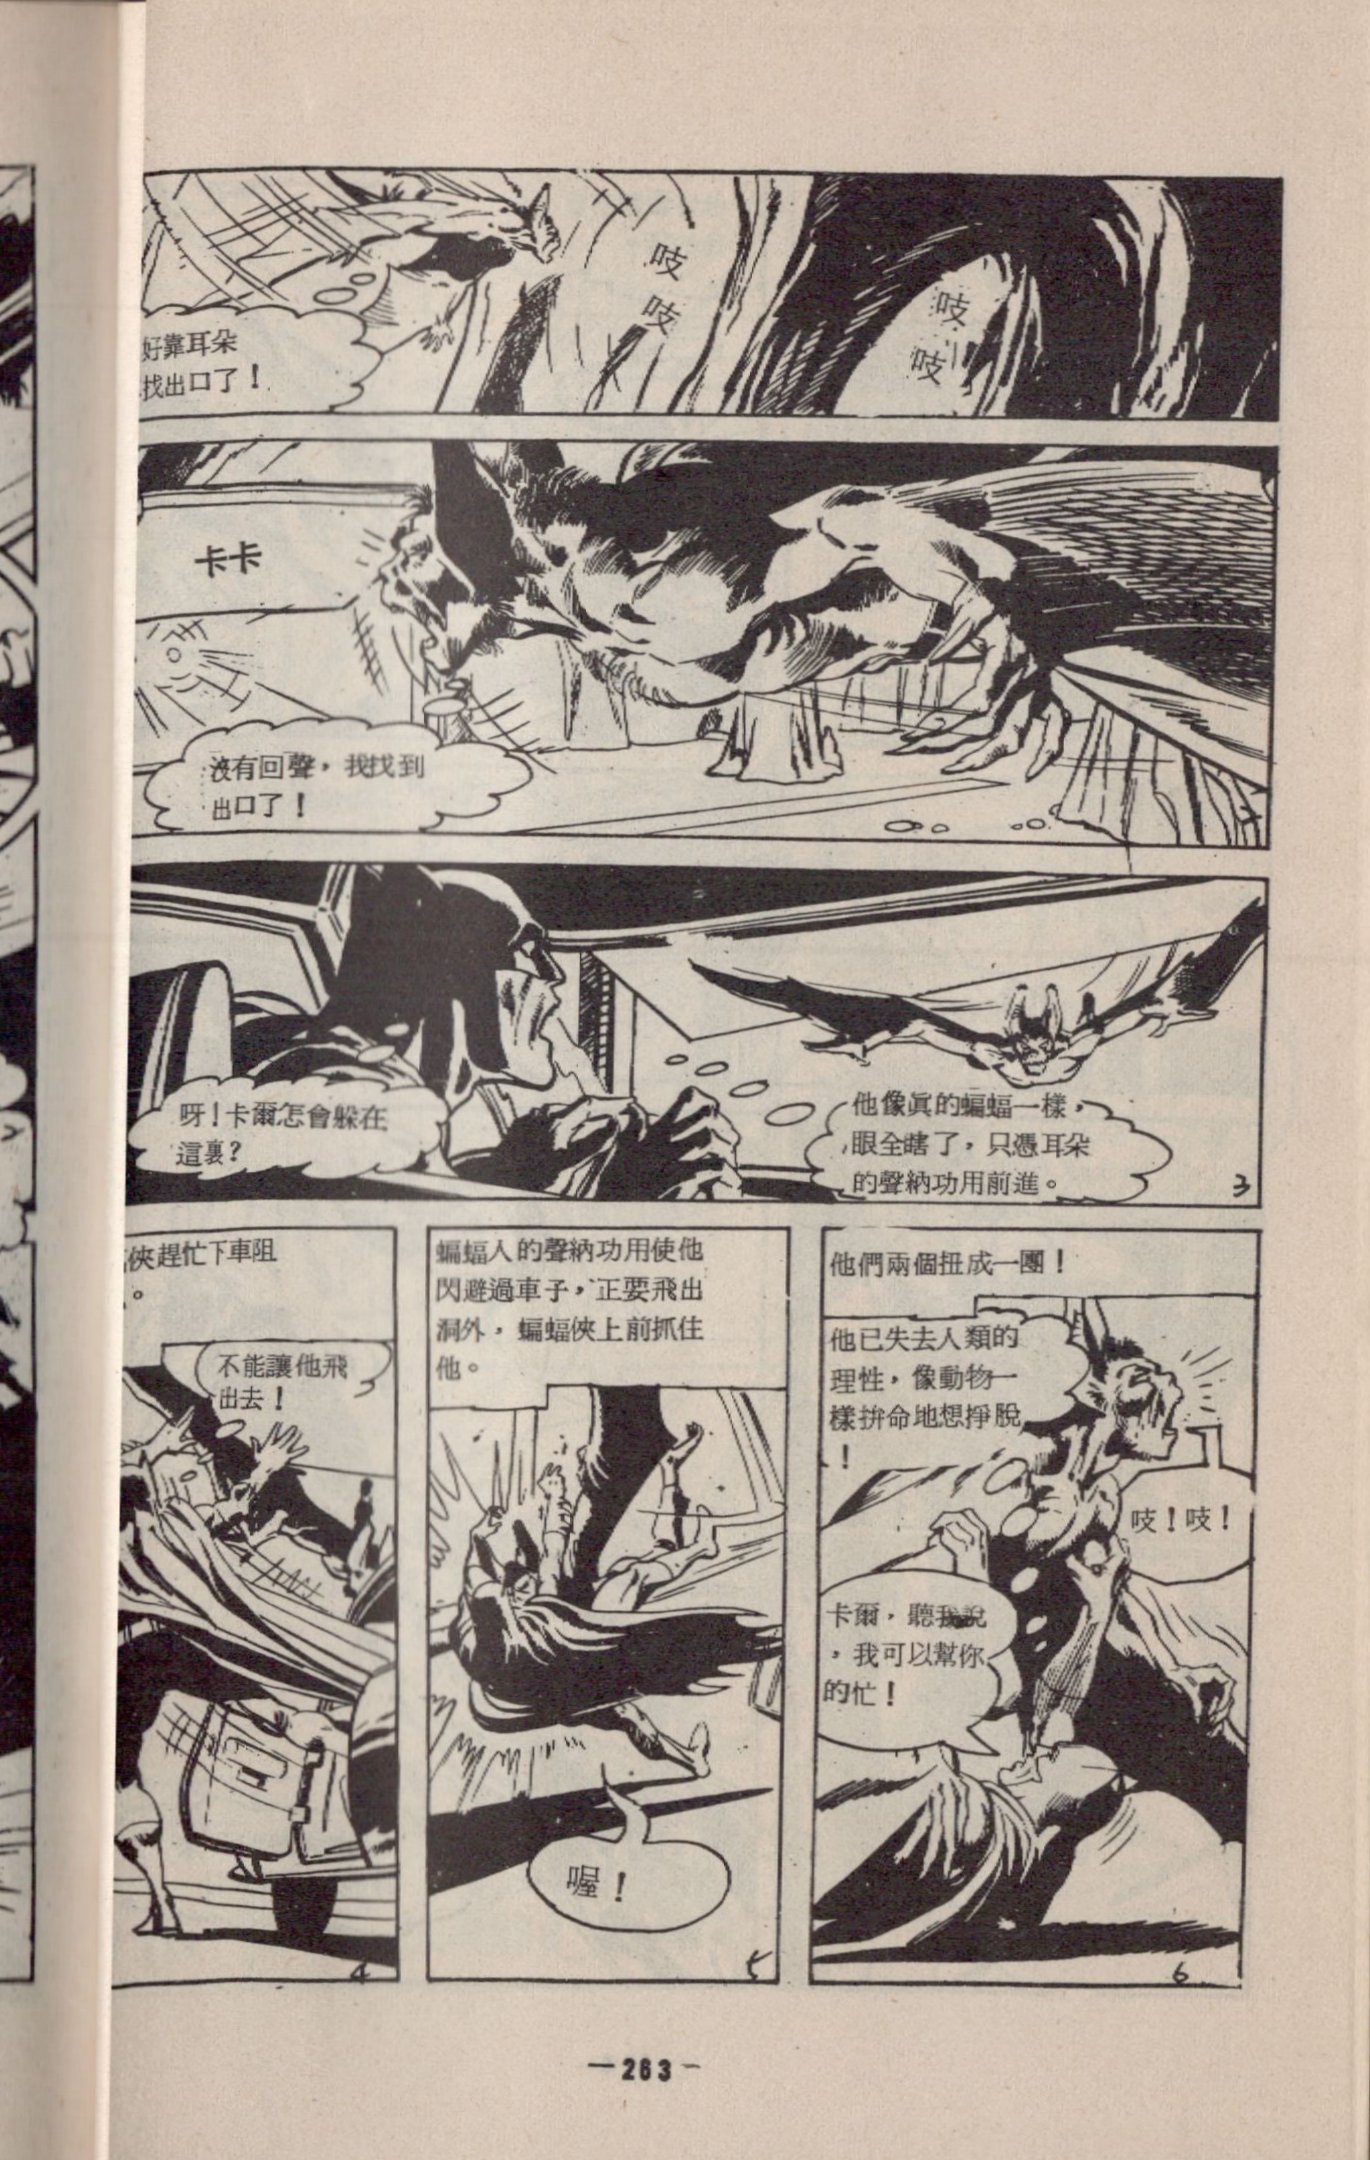 好靠耳朵
找出口了！
吱
吱
吱
吱
卡卡
沒有回聲，我找到
出口了！
呀！卡爾怎會躲在
這裏？
他像眞的蝙蝠一樣，
眼全瞎了，只憑耳朵
的聲納功用前進。
3
俠趕忙下車阻
。
不能讓他飛
出去！
4
蝙蝠人的聲納功用使他
閃避過車子，正要飛出
洞外，蝙蝠俠上前抓住
他。
喔！
5
他們兩個扭成一團！
他已失去人類的
理性，像動物一
樣拚命地想掙脫
！
吱！吱！
卡爾，聽我說
，我可以幫你
的忙！
6
—263—